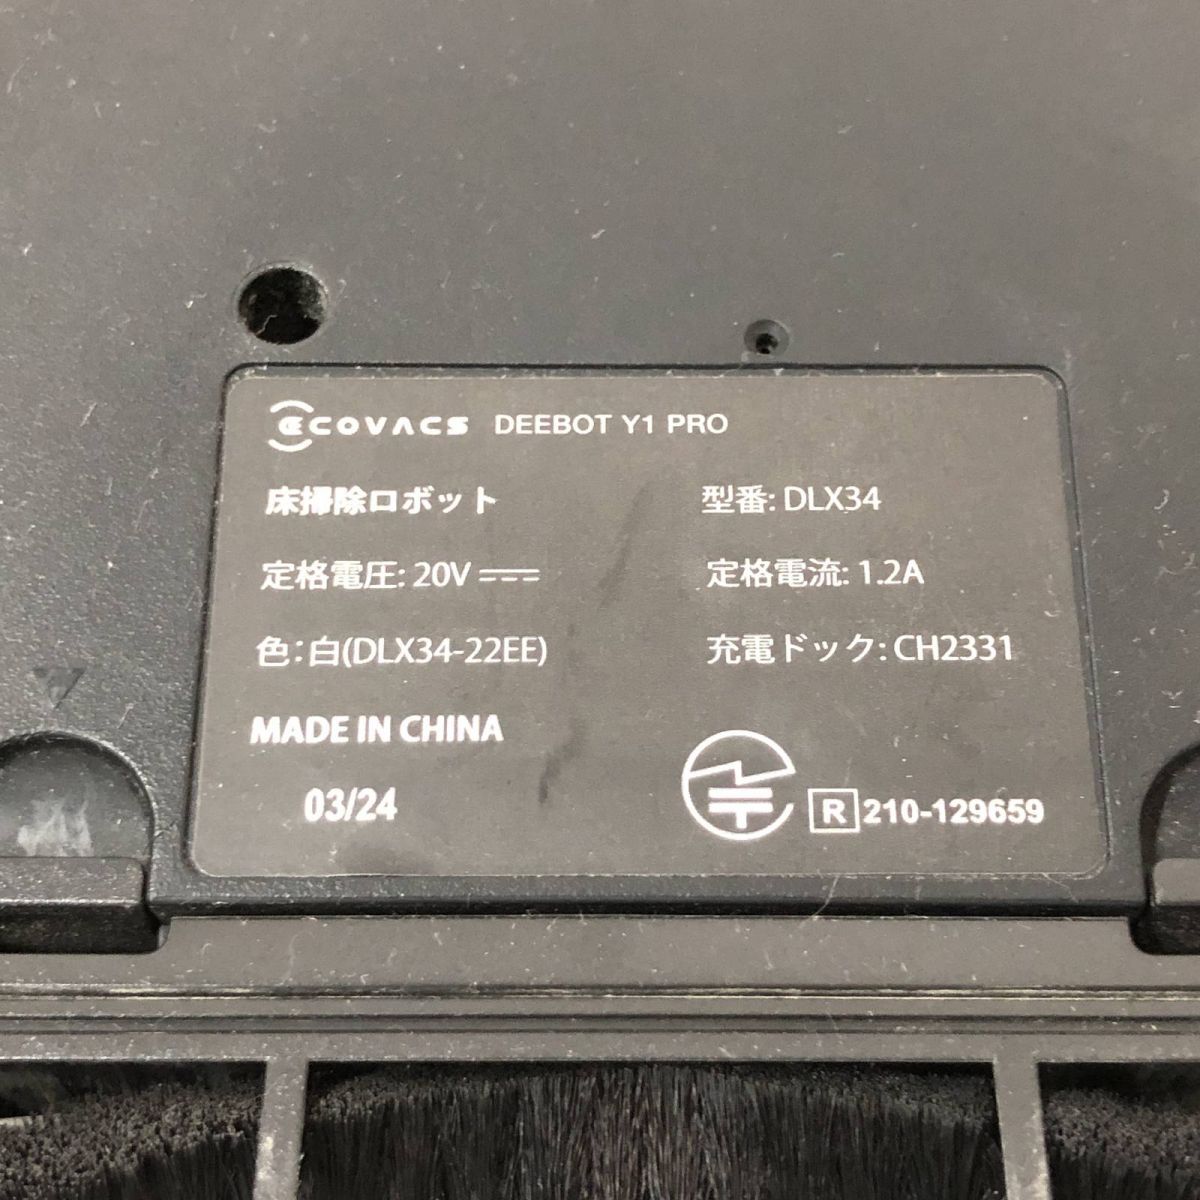 ECOVACS DEEBOT Y1 PRO
床掃除ロボット 型番: DLX34
定格電圧: 20V 定格電流: 1.2A
色:白(DLX34-22EE) 充電ドック: CH2331
MADE IN CHINA
03/24 R 210-129659